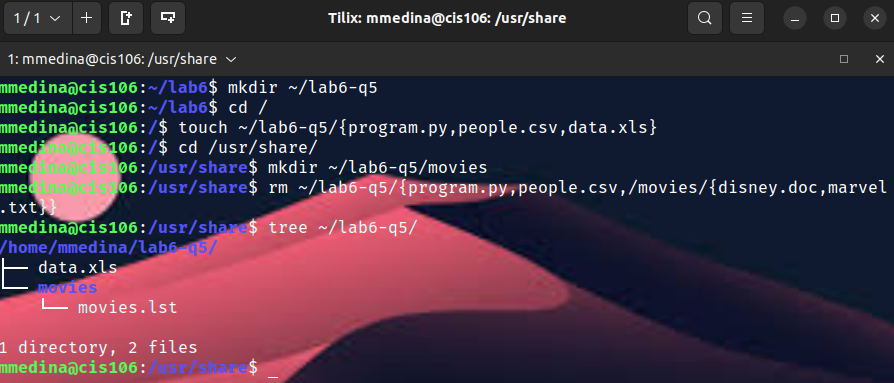 1 / 1
Tilix: mmedina@cis106: /usr/share
1: mmedina@cis106: /usr/share
mmedina@cis106:~/lab6$ mkdir ~/lab6-q5
mmedina@cis106:~/lab6$ cd /
mmedina@cis106:/$ touch ~/lab6-q5/{program.py,people.csv,data.xls}
mmedina@cis106:/$ cd /usr/share/
mmedina@cis106:/usr/share$ mkdir ~/lab6-q5/movies
mmedina@cis106:/usr/share$ rm ~/lab6-q5/{program.py,people.csv,/movies/{disney.doc,marvel
.txt}}
mmedina@cis106:/usr/share$ tree ~/lab6-q5/
/home/mmedina/lab6-q5/
├── data.xls
└── movies
    └── movies.lst
1 directory, 2 files
mmedina@cis106:/usr/share$ _